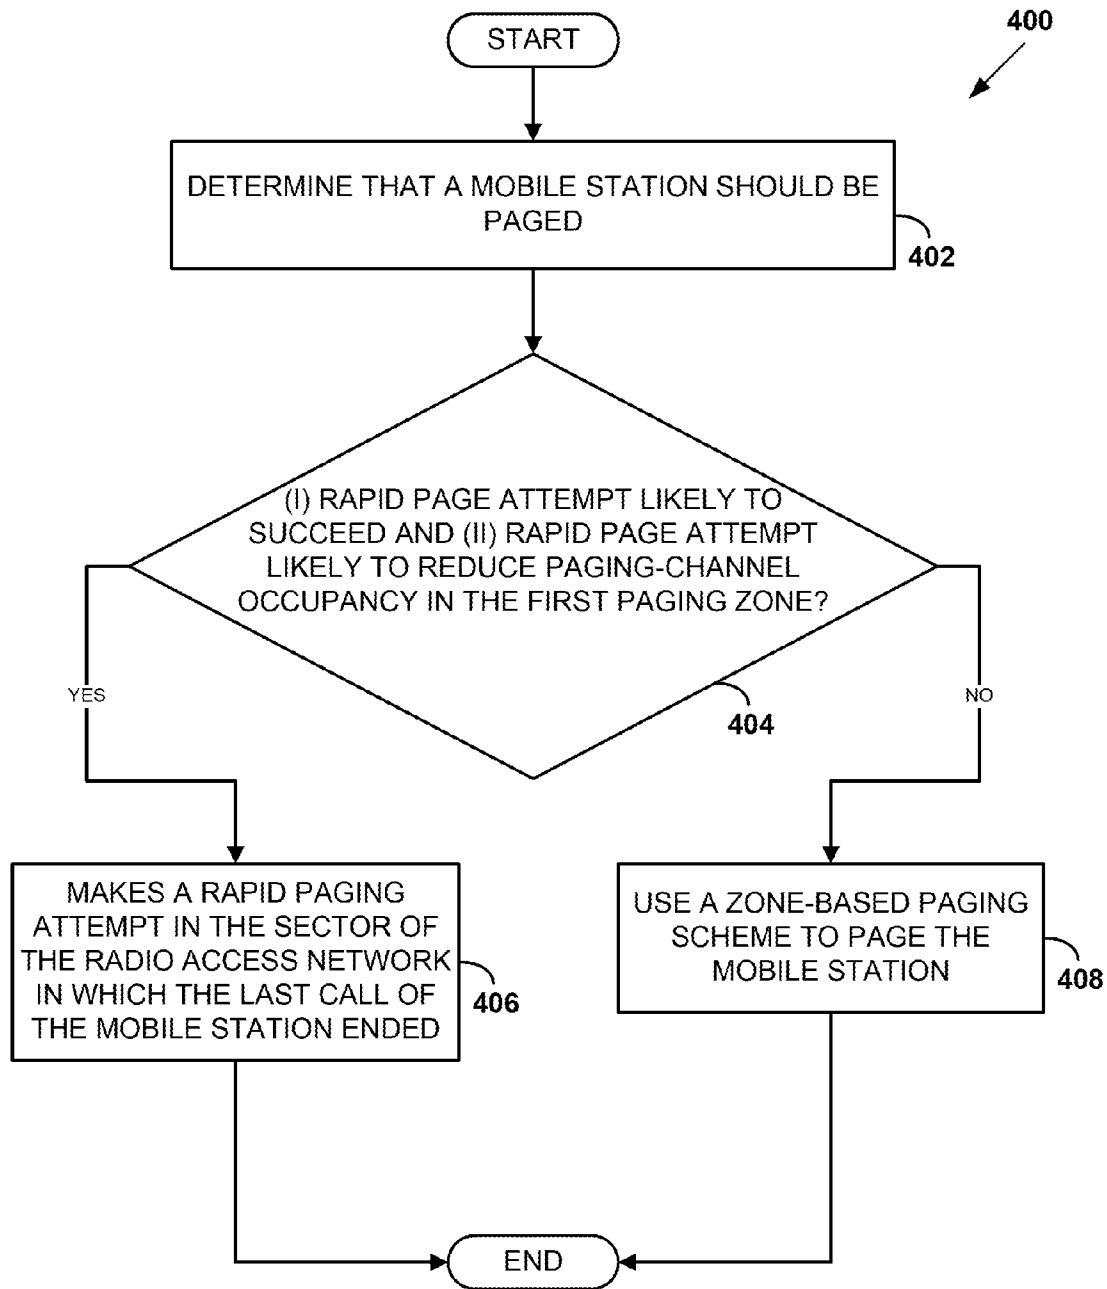 START
400
DETERMINE THAT A MOBILE STATION SHOULD BE
PAGED
402
(I) RAPID PAGE ATTEMPT LIKELY TO
SUCCEED AND (II) RAPID PAGE ATTEMPT
LIKELY TO REDUCE PAGING-CHANNEL
OCCUPANCY IN THE FIRST PAGING ZONE?
YES
404
NO
MAKES A RAPID PAGING
ATTEMPT IN THE SECTOR OF
THE RADIO ACCESS NETWORK
IN WHICH THE LAST CALL OF
THE MOBILE STATION ENDED
406
USE A ZONE-BASED PAGING
SCHEME TO PAGE THE
MOBILE STATION
408
END